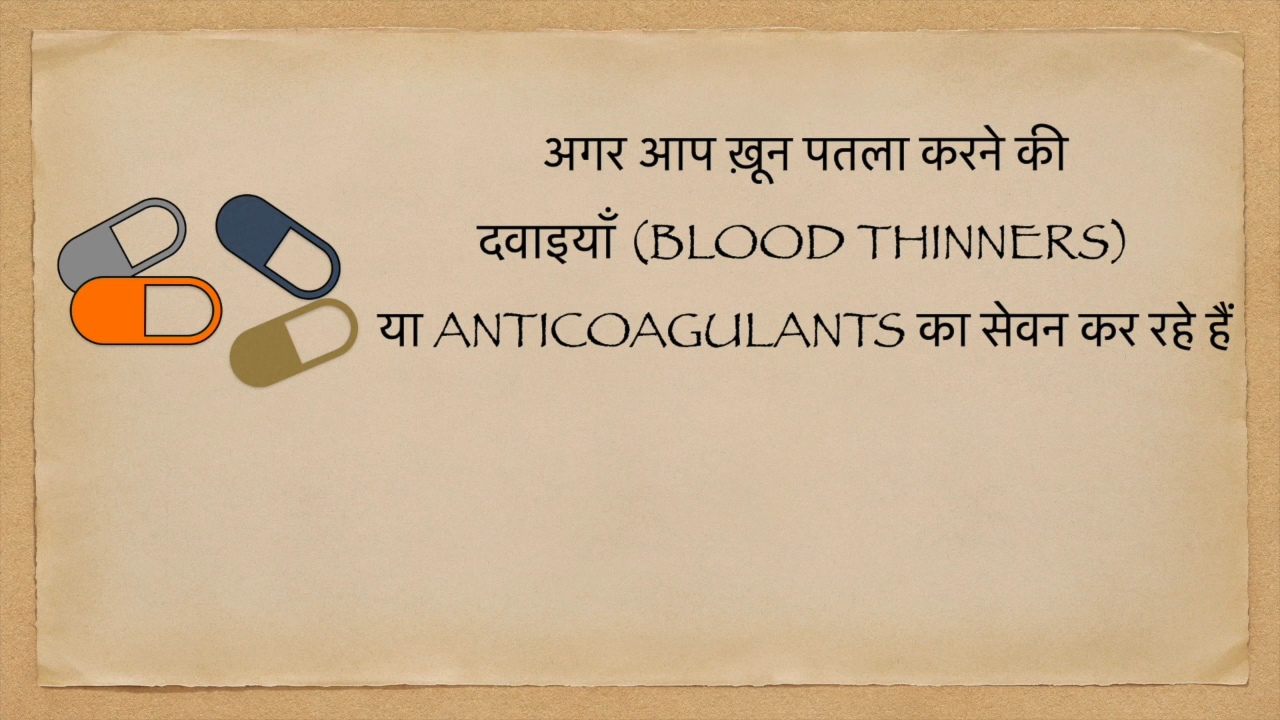 अगर आप ख़ून पतला करने की
दवाइयाँ (BLOOD THINNERS)
या ANTICOAGULANTS का सेवन कर रहे हैं